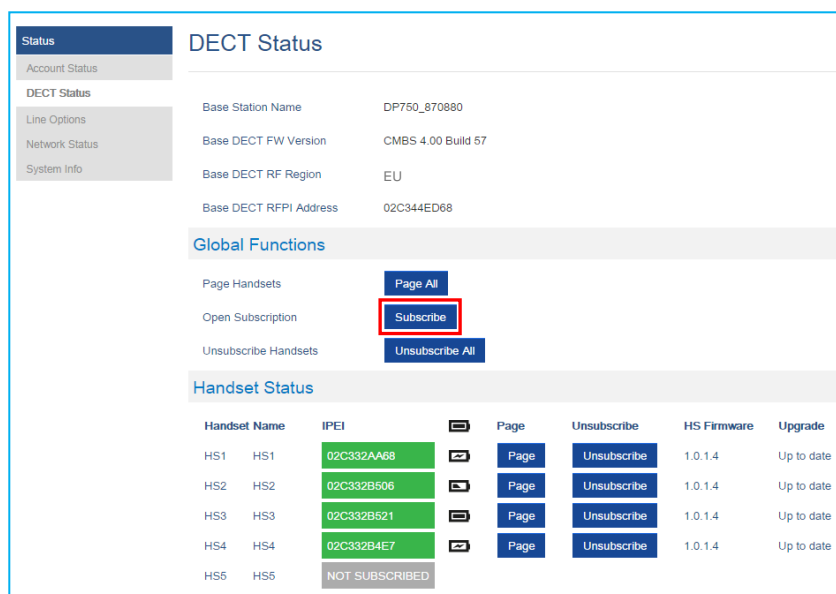 Status
Account Status
DECT Status
Line Options
Network Status
System Info
DECT Status
Base Station Name DP750_870880
Base DECT FW Version CMBS 4.00 Build 57
Base DECT RF Region EU
Base DECT RFPI Address 02C344ED68
Global Functions
Page Handsets Page All
Open Subscription Subscribe
Unsubscribe Handsets Unsubscribe All
Handset Status
Handset Name IPEI Page Unsubscribe HS Firmware Upgrade
HS1 HS1 02C332AA68 Page Unsubscribe 1.0.1.4 Up to date
HS2 HS2 02C332B506 Page Unsubscribe 1.0.1.4 Up to date
HS3 HS3 02C332B521 Page Unsubscribe 1.0.1.4 Up to date
HS4 HS4 02C332B4E7 Page Unsubscribe 1.0.1.4 Up to date
HS5 HS5 NOT SUBSCRIBED